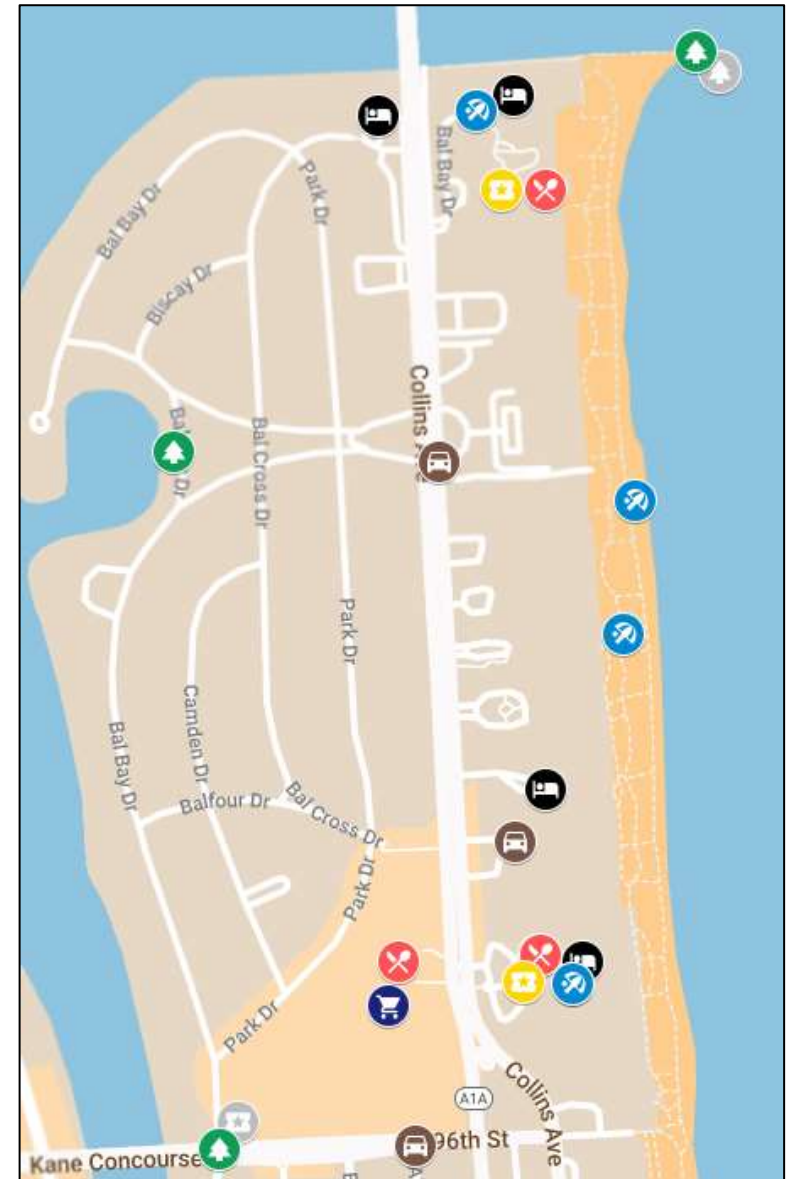 Bal Bay Dr
Park Dr
Bal Bay Dr
Biscay Dr
Collins
Bal Cross Dr
Park Dr
Camden Dr
Bal Bay Dr
Balfour Dr
Bal Cross Dr
Park Dr
Park Dr
Collins Ave
A1A
96th St
Kane Concourse